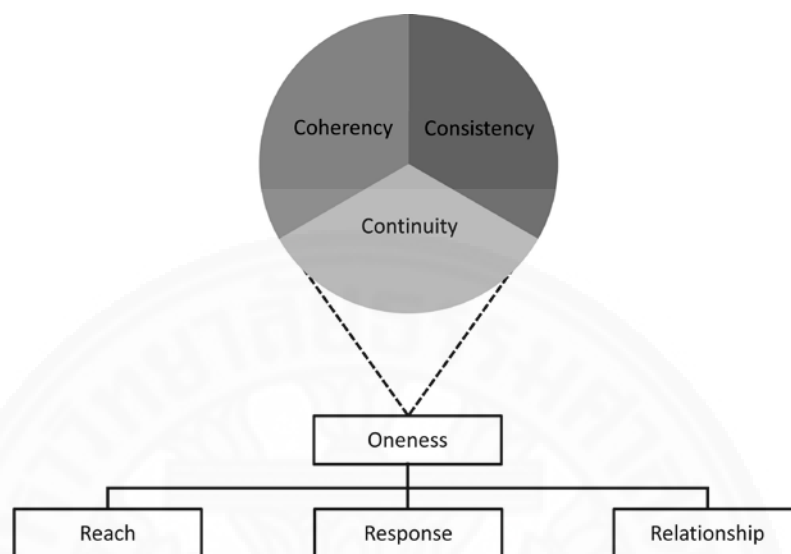 Coherency
Consistency
Continuity
Oneness
Reach
Response
Relationship